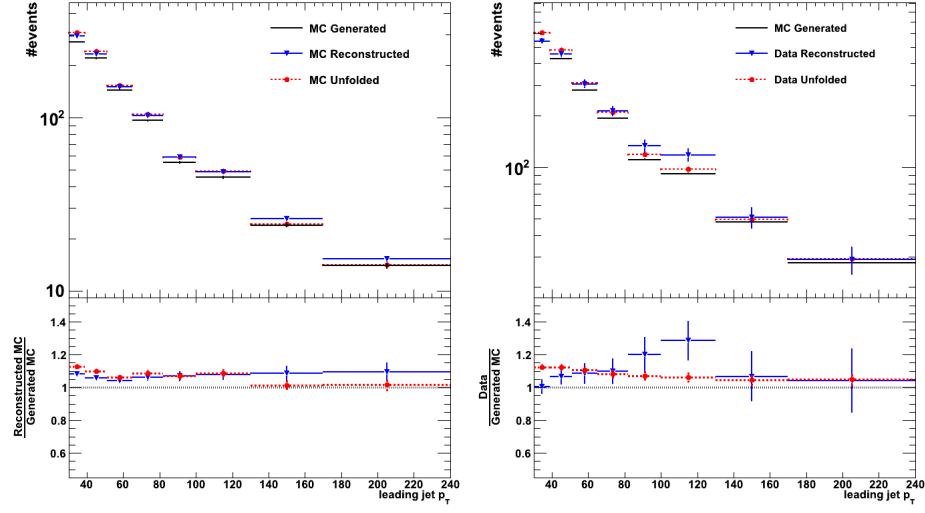 #events
MC Generated
MC Reconstructed
MC Unfolded
10²
10
Reconstructed MC
Generated MC
1.4
1.2
1
0.8
0.6
40 60 80 100 120 140 160 180 200 220 240
leading jet p_T
#events
MC Generated
Data Reconstructed
Data Unfolded
10²
Data
Generated MC
1.4
1.2
1
0.8
0.6
40 60 80 100 120 140 160 180 200 220 240
leading jet p_T